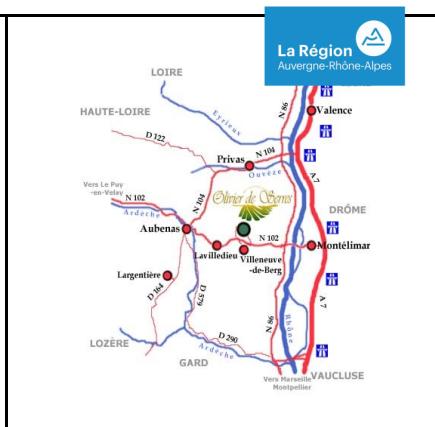 La Région
Auvergne-Rhône-Alpes
LOIRE
HAUTE-LOIRE
N 86
Valence
Eyrieux
D 122
Privas
N 104
Ouvèze
A 7
Vers Le Puy
-en-Velay
N 102
Ardèche
N 104
Olivier de Serres
DRÔME
Aubenas
N 102
Lavilledieu
Villeneuve
-de-Berg
Montélimar
Largentière
D 164
D 579
N 86
Rhône
A 7
LOZÈRE
D 290
Ardèche
GARD
Vers Marseille
Montpellier
VAUCLUSE